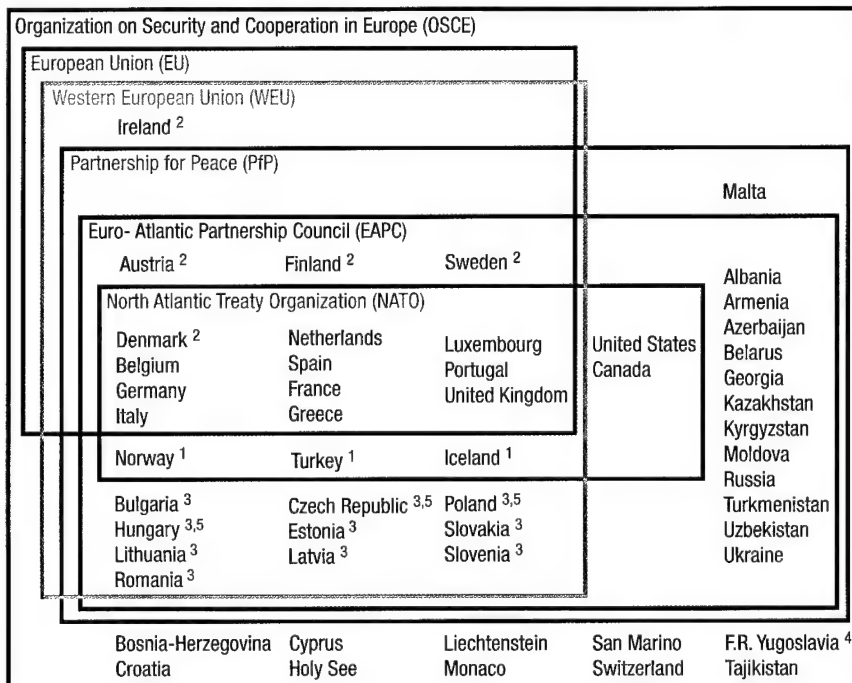 Organization on Security and Cooperation in Europe (OSCE)
European Union (EU)
Western European Union (WEU)
Ireland 2
Partnership for Peace (PfP)
Malta
Euro- Atlantic Partnership Council (EAPC)
Austria 2 Finland 2 Sweden 2
North Atlantic Treaty Organization (NATO)
Denmark 2
Belgium
Germany
Italy
Netherlands
Spain
France
Greece
Luxembourg
Portugal
United Kingdom
United States
Canada
Albania
Armenia
Azerbaijan
Belarus
Georgia
Kazakhstan
Kyrgyzstan
Moldova
Russia
Turkmenistan
Uzbekistan
Ukraine
Norway 1 Turkey 1 Iceland 1
Bulgaria 3
Hungary 3,5
Lithuania 3
Romania 3
Czech Republic 3,5
Estonia 3
Latvia 3
Poland 3,5
Slovakia 3
Slovenia 3
Bosnia-Herzegovina Cyprus Liechtenstein San Marino F.R. Yugoslavia 4
Croatia Holy See Monaco Switzerland Tajikistan